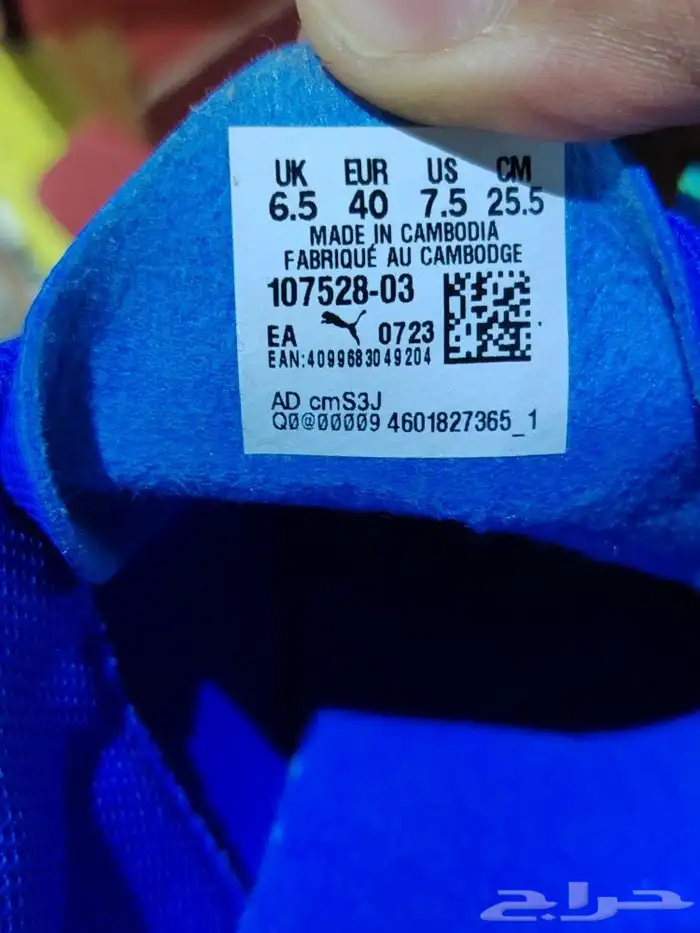 UK EUR US CM
6.5 40 7.5 25.5
MADE IN CAMBODIA
FABRIQUÉ AU CAMBODGE
107528-03
EA 0723
EAN:4099683049204
AD cmS3J
Q0@00009 4601827365_1
حراج